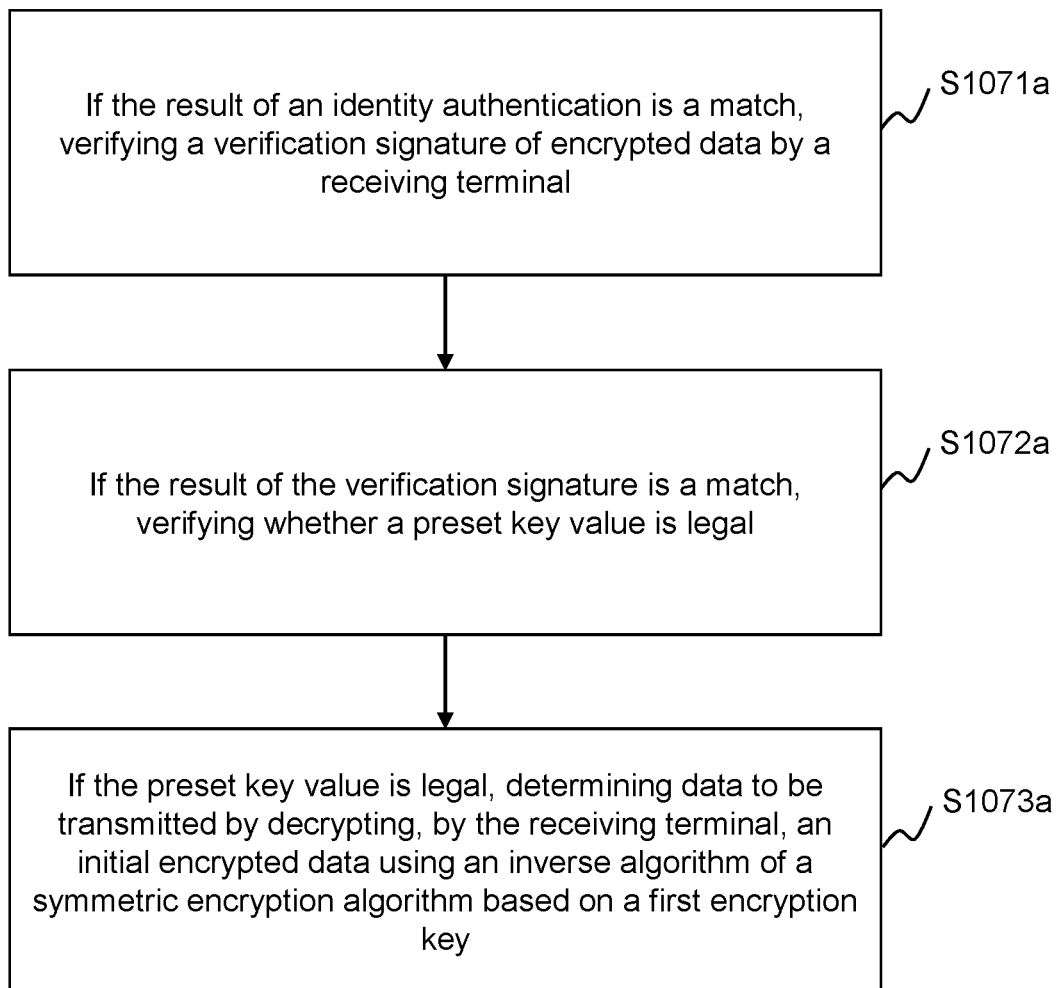 If the result of an identity authentication is a match,
verifying a verification signature of encrypted data by a
receiving terminal
S1071a
If the result of the verification signature is a match,
verifying whether a preset key value is legal
S1072a
If the preset key value is legal, determining data to be
transmitted by decrypting, by the receiving terminal, an
initial encrypted data using an inverse algorithm of a
symmetric encryption algorithm based on a first encryption
key
S1073a